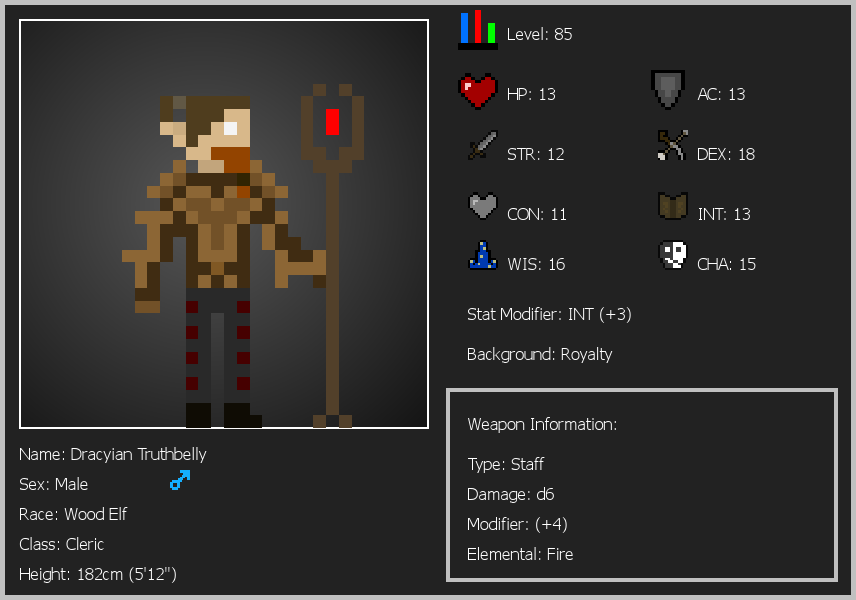 Level: 85
HP: 13
AC: 13
STR: 12
DEX: 18
CON: 11
INT: 13
WIS: 16
CHA: 15
Stat Modifier: INT (+3)
Background: Royalty
Weapon Information:
Type: Staff
Damage: d6
Modifier: (+4)
Elemental: Fire
Name: Dracyian Truthbelly
Sex: Male
Race: Wood Elf
Class: Cleric
Height: 182cm (5'12")